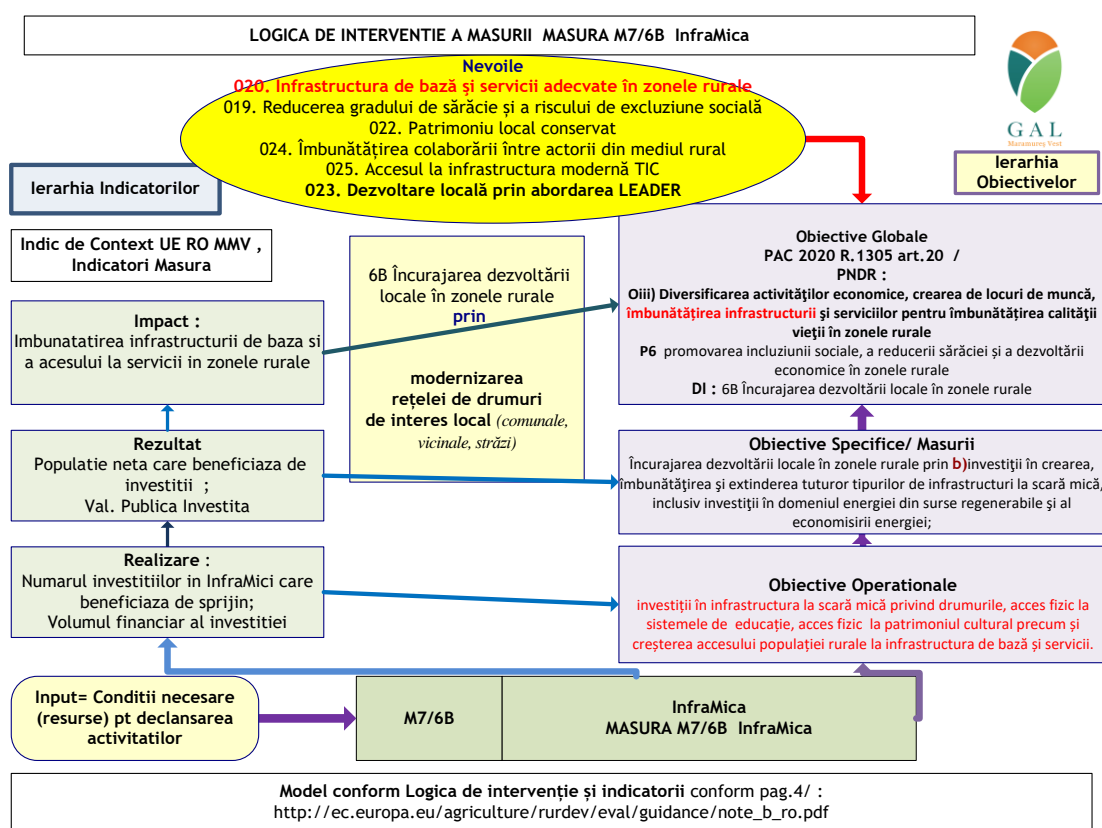 LOGICA DE INTERVENTIE A MASURII MASURA M7/6B InfraMica
Nevoile
020. Infrastructura de bază și servicii adecvate în zonele rurale
019. Reducerea gradului de sărăcie și a riscului de excluziune socială
022. Patrimoniu local conservat
024. Îmbunătățirea colaborării între actorii din mediul rural
025. Accesul la infrastructura modernă TIC
023. Dezvoltare locală prin abordarea LEADER
GAL
Maramureș Vest
Ierarhia Indicatorilor
Ierarhia
Obiectivelor
Indic de Context UE RO MMV ,
Indicatori Masura
6B Încurajarea dezvoltării
locale în zonele rurale
prin
modernizarea
rețelei de drumuri
de interes local (comunale,
vicinale, străzi)
Obiective Globale
PAC 2020 R.1305 art.20 /
PNDR :
Oiii) Diversificarea activităţilor economice, crearea de locuri de muncă,
îmbunătăţirea infrastructurii şi serviciilor pentru îmbunătăţirea calităţii
vieţii în zonele rurale
P6 promovarea incluziunii sociale, a reducerii sărăciei și a dezvoltării
economice în zonele rurale
DI : 6B Încurajarea dezvoltării locale în zonele rurale
Impact :
Imbunatatirea infrastructurii de baza si
a acesului la servicii in zonele rurale
Rezultat
Populatie neta care beneficiaza de
investitii ;
Val. Publica Investita
Obiective Specifice/ Masurii
Încurajarea dezvoltării locale în zonele rurale prin b)investiţii în crearea,
îmbunătăţirea şi extinderea tuturor tipurilor de infrastructuri la scară mică,
inclusiv investiţii în domeniul energiei din surse regenerabile şi al
economisirii energiei;
Realizare :
Numarul investitiilor in InfraMici care
beneficiaza de sprijin;
Volumul financiar al investitiei
Obiective Operationale
investiții în infrastructura la scară mică privind drumurile, acces fizic la
sistemele de educație, acces fizic la patrimoniul cultural precum și
creșterea accesului populației rurale la infrastructura de bază și servicii.
Input= Conditii necesare
(resurse) pt declansarea
activitatilor
M7/6B
InfraMica
MASURA M7/6B InfraMica
Model conform Logica de intervenție și indicatorii conform pag.4/ :
http://ec.europa.eu/agriculture/rurdev/eval/guidance/note_b_ro.pdf